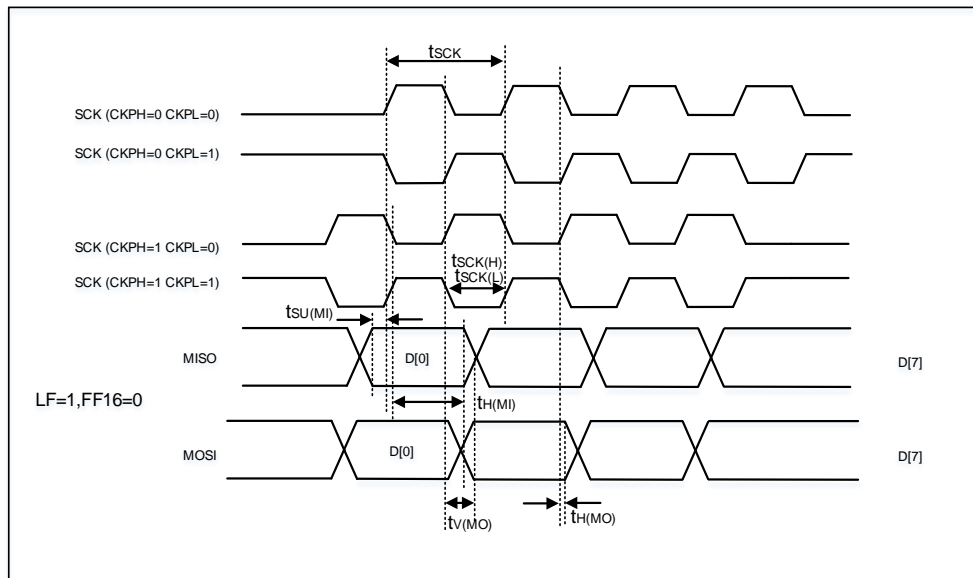 tSCK
SCK (CKPH=0 CKPL=0)
SCK (CKPH=0 CKPL=1)
SCK (CKPH=1 CKPL=0)
tSCK(H)
tSCK(L)
SCK (CKPH=1 CKPL=1)
tSU(MI)
MISO
D[0]
D[7]
LF=1,FF16=0
tH(MI)
MOSI
D[0]
D[7]
tV(MO)
tH(MO)